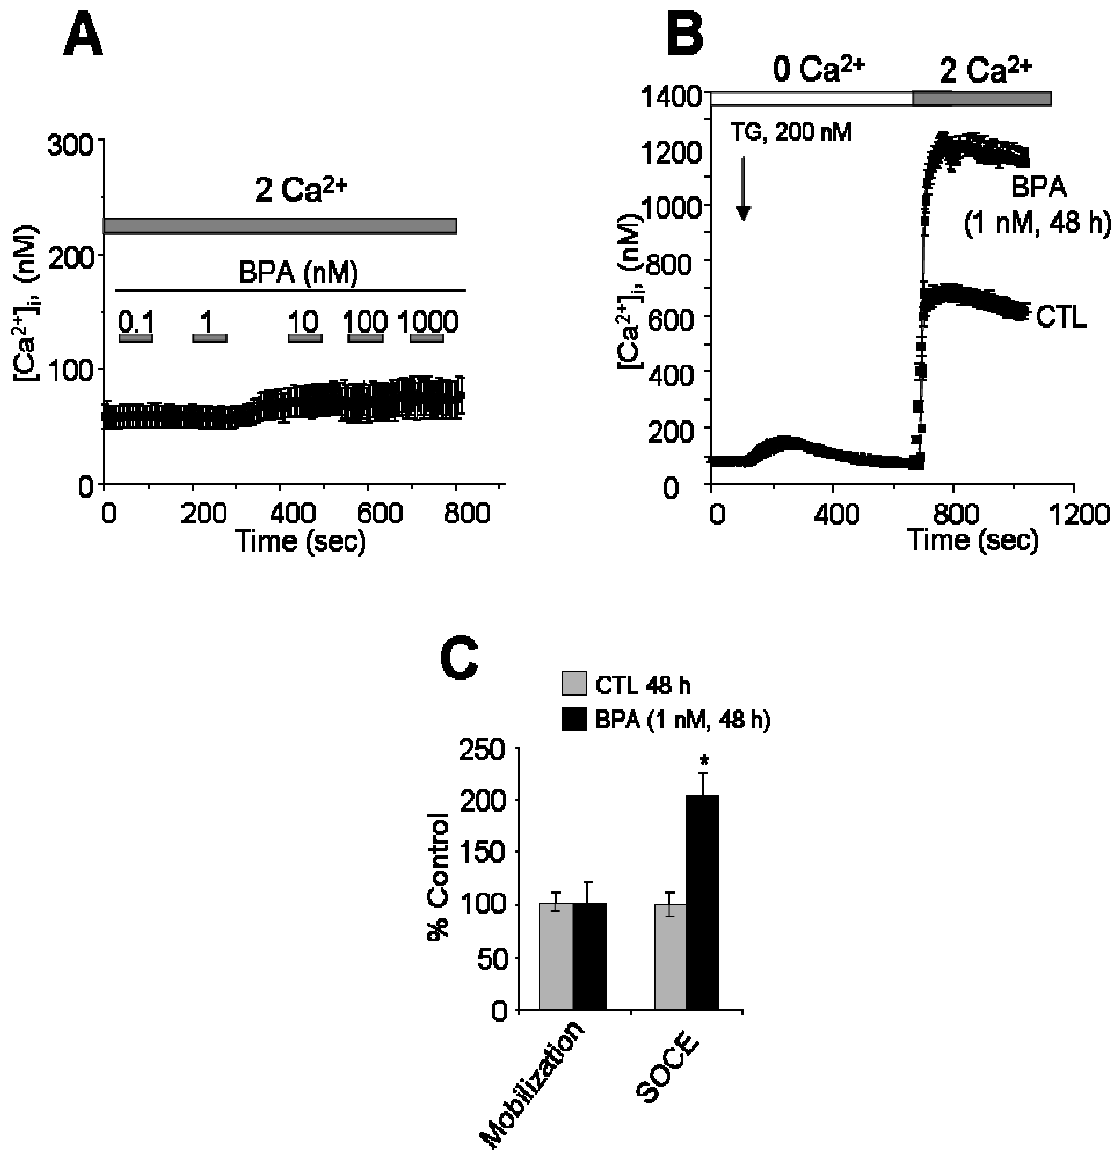 A
300
2 Ca²⁺
200
BPA (nM)
0.1 1 10 100 1000
100
0
[Ca²⁺]ᵢ, (nM)
0 200 400 600 800
Time (sec)
B
0 Ca²⁺ 2 Ca²⁺
1400
TG, 200 nM
1200
BPA
(1 nM, 48 h)
1000
800
600
CTL
400
200
0
[Ca²⁺]ᵢ, (nM)
0 400 800 1200
Time (sec)
C
CTL 48 h
BPA (1 nM, 48 h)
250
*
200
150
100
50
0
% Control
Mobilization
SOCE